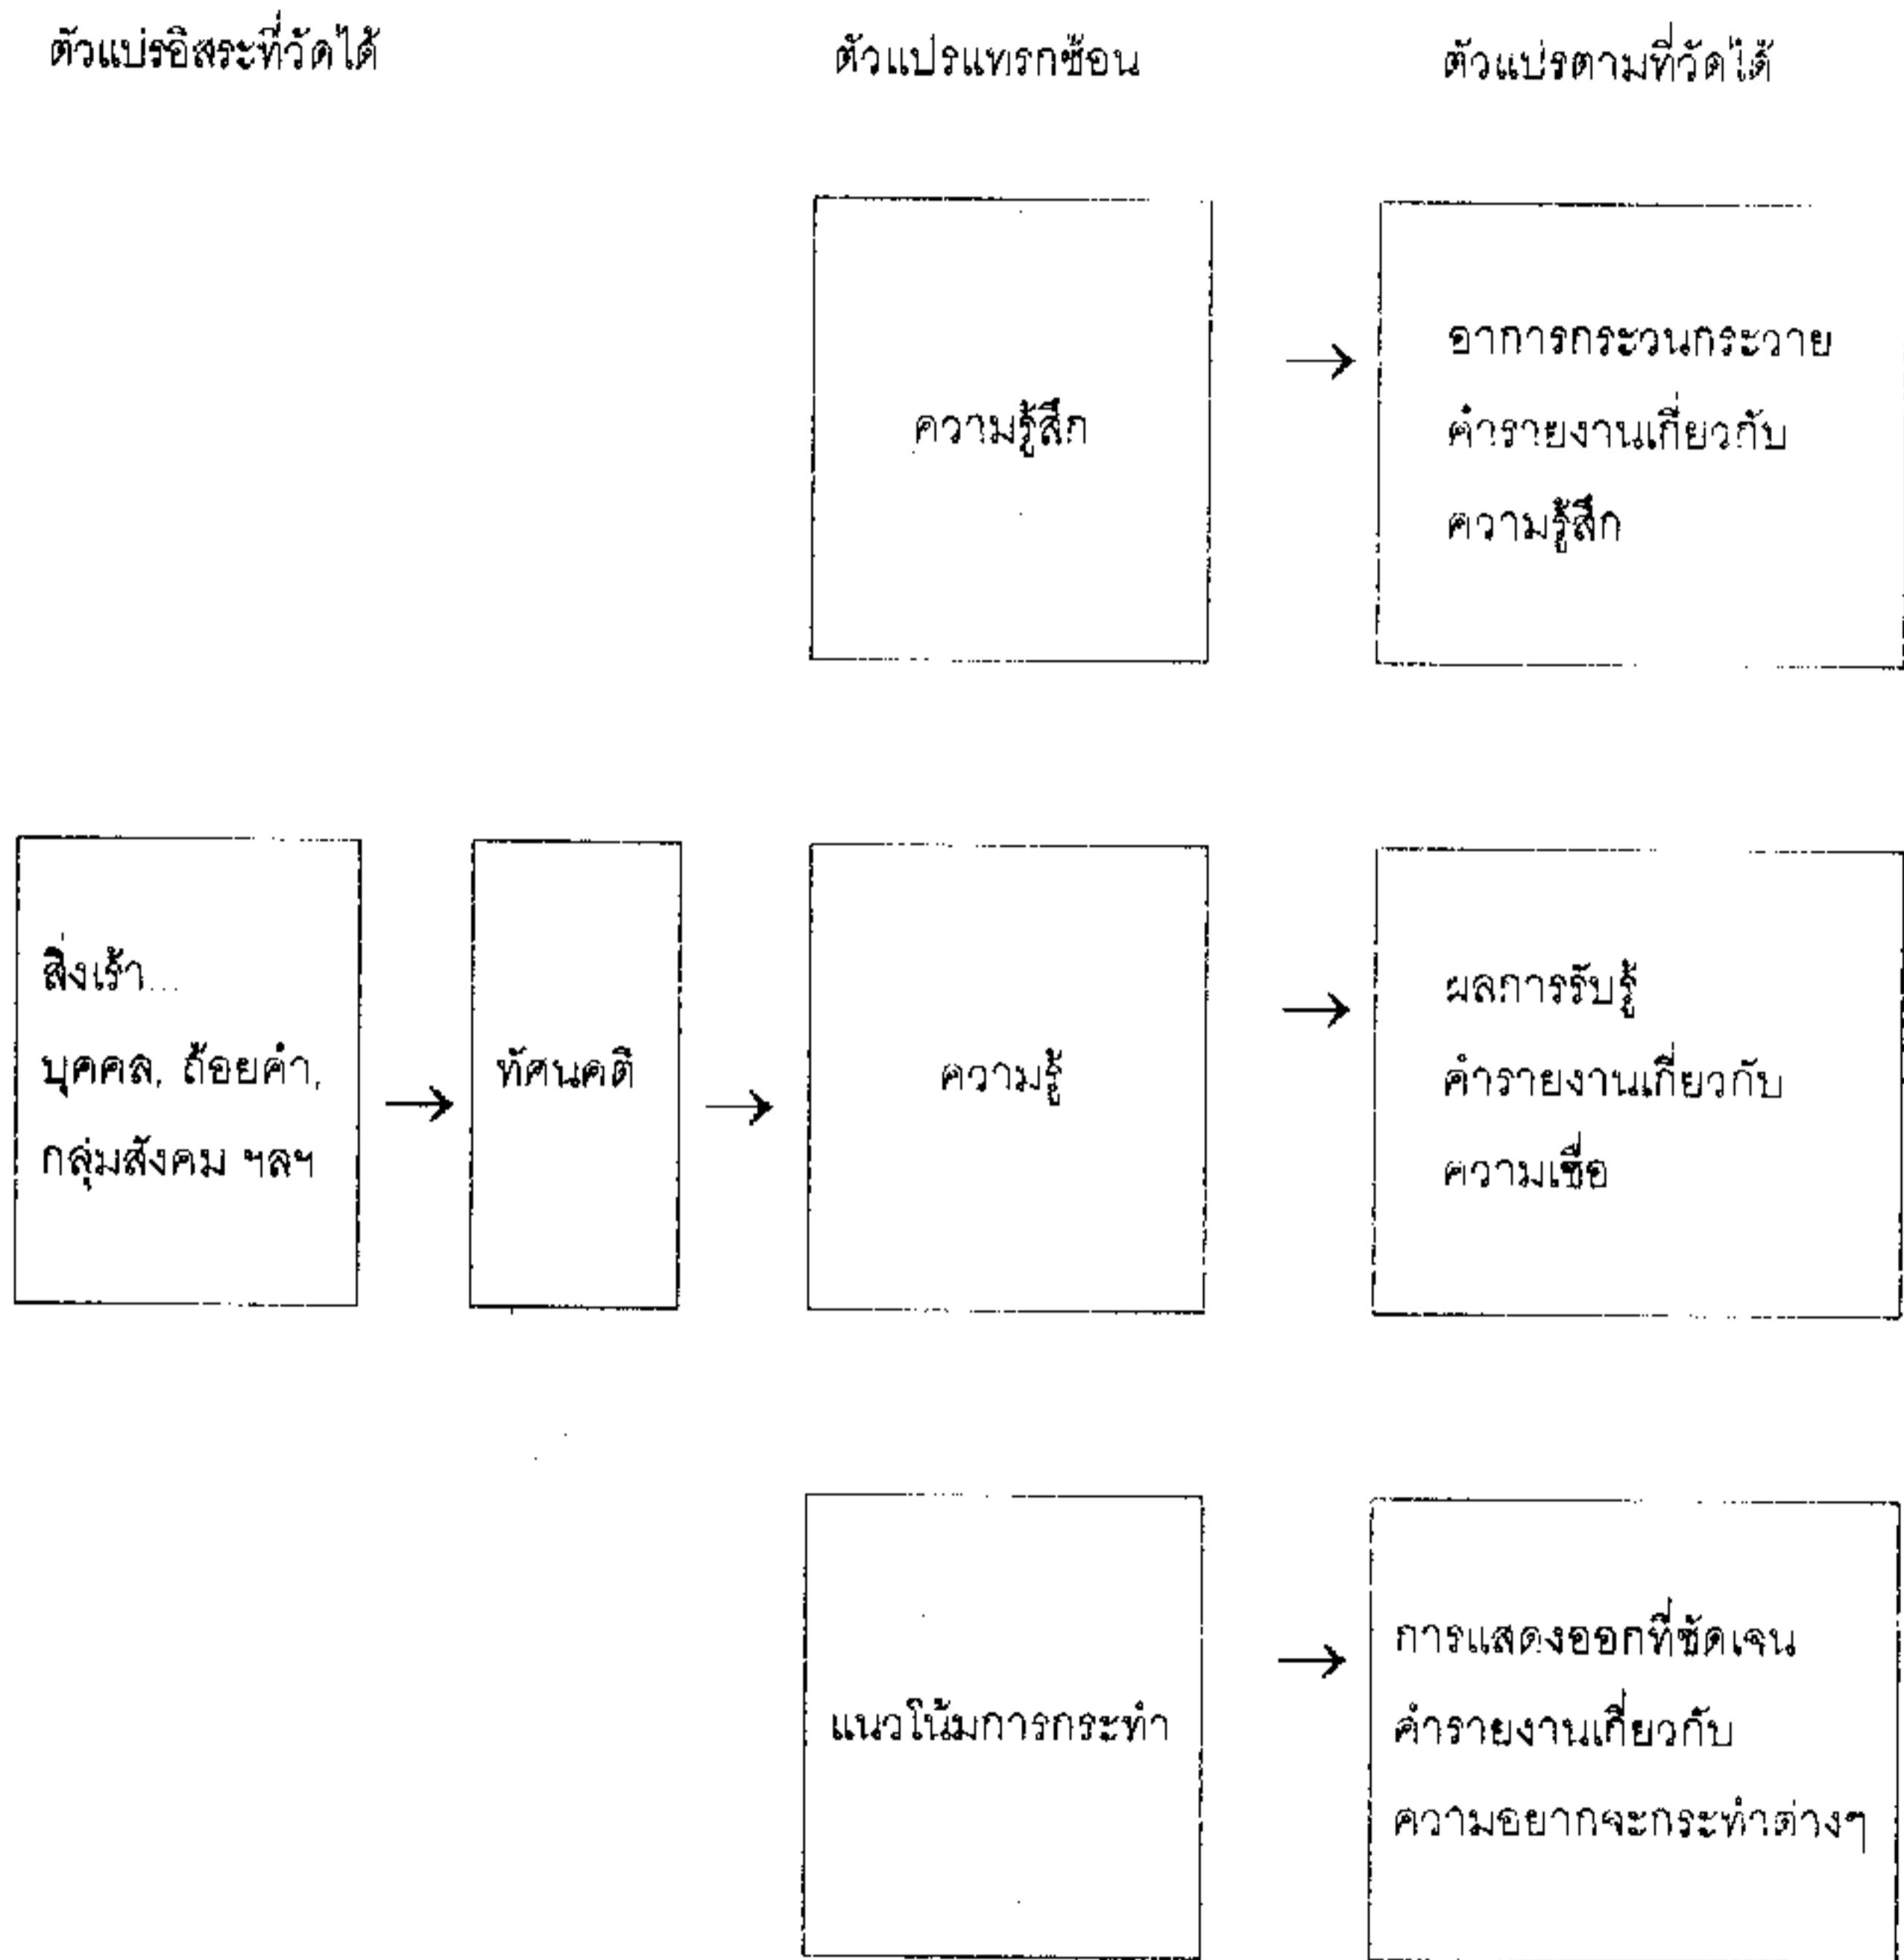 ตัวแปรอิสระที่วัดได้
ตัวแปรแทรกซ้อน
ตัวแปรตามที่วัดได้
ความรู้สึก
อาการกระวนกระวาย
คำรายงานเกี่ยวกับ
ความรู้สึก
สิ่งเร้า...
บุคคล, ถ้อยคำ,
กลุ่มสังคม ฯลฯ
ทัศนคติ
ความรู้
ผลการรับรู้
คำรายงานเกี่ยวกับ
ความเชื่อ
แนวโน้มการกระทำ
การแสดงออกที่ชัดเจน
คำรายงานเกี่ยวกับ
ความอยากจะกระทำต่างๆ